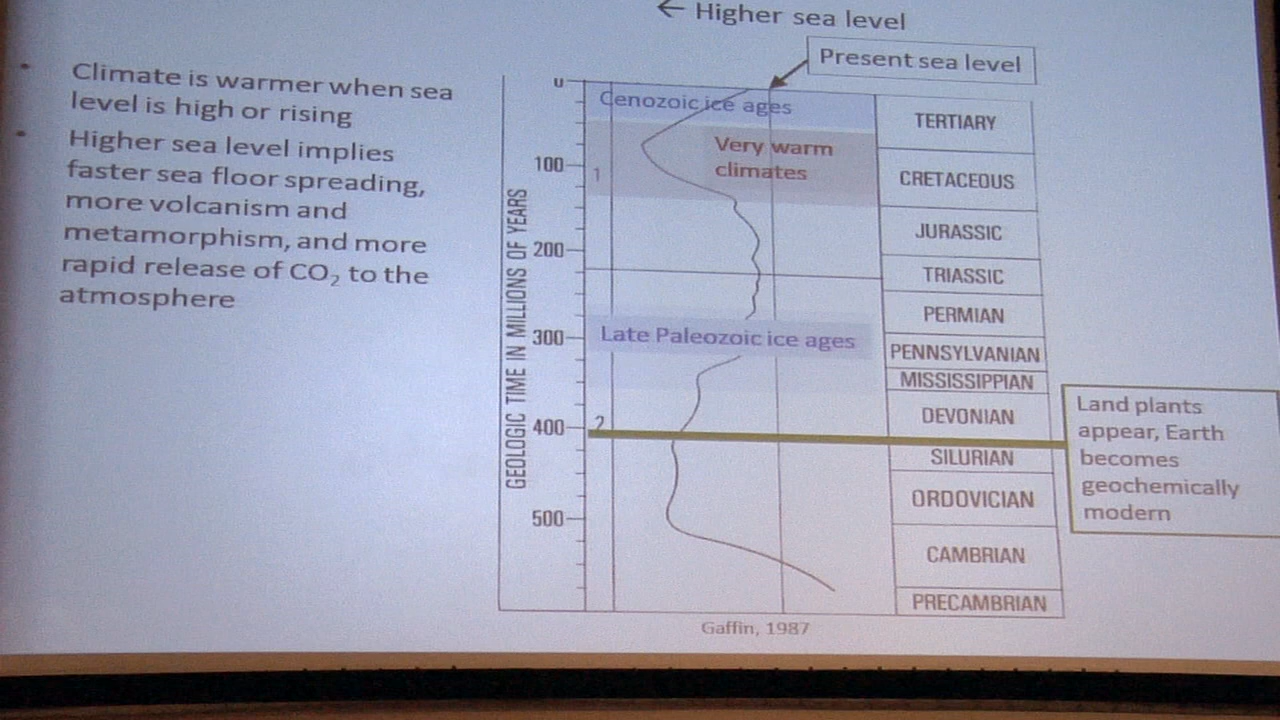 ← Higher sea level
Present sea level
• Climate is warmer when sea
level is high or rising
• Higher sea level implies
faster sea floor spreading,
more volcanism and
metamorphism, and more
rapid release of CO₂ to the
atmosphere
GEOLOGIC TIME IN MILLIONS OF YEARS
0
100
200
300
400
500
1
2
Cenozoic ice ages
Very warm
climates
Late Paleozoic ice ages
TERTIARY
CRETACEOUS
JURASSIC
TRIASSIC
PERMIAN
PENNSYLVANIAN
MISSISSIPPIAN
DEVONIAN
SILURIAN
ORDOVICIAN
CAMBRIAN
PRECAMBRIAN
Land plants
appear, Earth
becomes
geochemically
modern
Gaffin, 1987